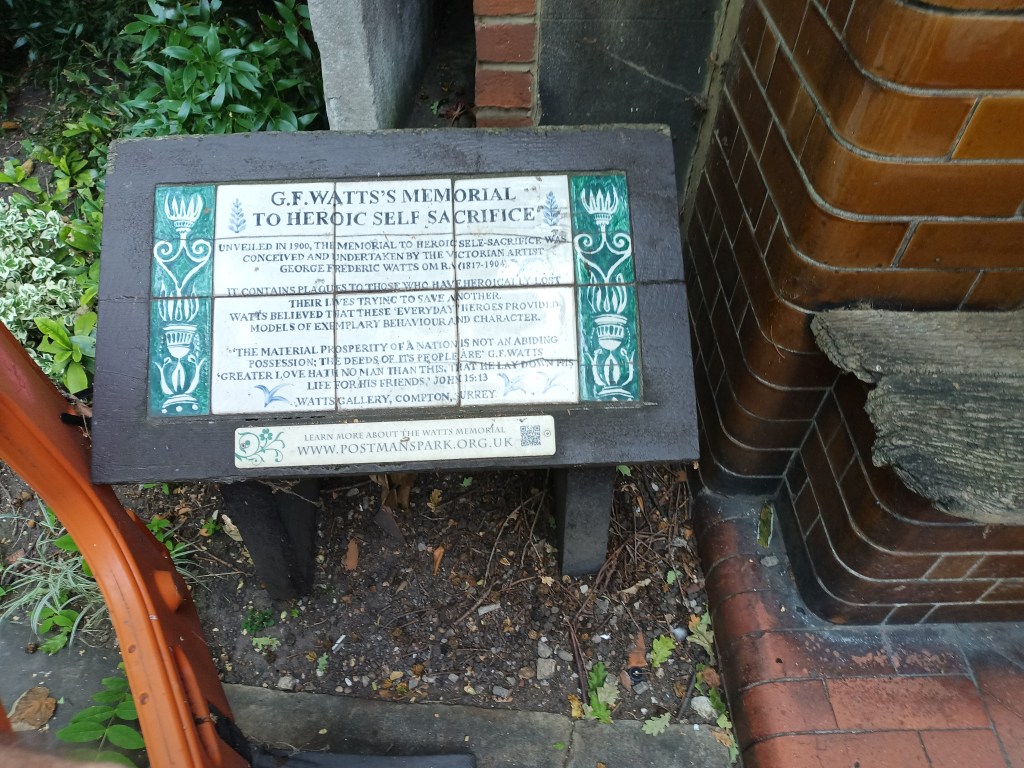 G.F.WATTS'S MEMORIAL
TO HEROIC SELF SACRIFICE
UNVEILED IN 1900, THE MEMORIAL TO HEROIC SELF-SACRIFICE WAS
CONCEIVED AND UNDERTAKEN BY THE VICTORIAN ARTIST
GEORGE FREDERIC WATTS OM RA (1817-1904)
IT CONTAINS PLAQUES TO THOSE WHO HAVE HEROICALLY LOST
THEIR LIVES TRYING TO SAVE ANOTHER.
WATTS BELIEVED THAT THESE 'EVERYDAY' HEROES PROVIDED
MODELS OF EXEMPLARY BEHAVIOUR AND CHARACTER.
'THE MATERIAL PROSPERITY OF A NATION IS NOT AN ABIDING
POSSESSION; THE DEEDS OF ITS PEOPLE ARE' G.F.WATTS
'GREATER LOVE HATH NO MAN THAN THIS, THAT HE LAY DOWN HIS
LIFE FOR HIS FRIENDS.' JOHN 15:13
WATTS GALLERY, COMPTON, SURREY
LEARN MORE ABOUT THE WATTS MEMORIAL
WWW.POSTMANSPARK.ORG.UK